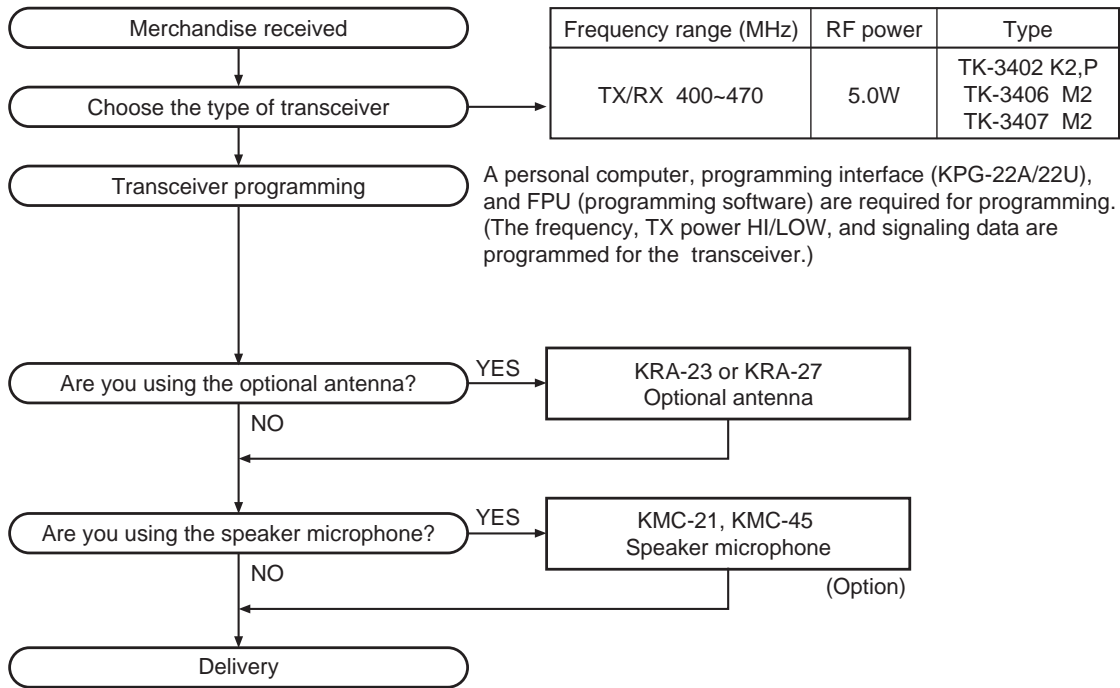 Merchandise received
Choose the type of transceiver
Frequency range (MHz) RF power Type
TX/RX 400~470 5.0W TK-3402 K2,P
TK-3406 M2
TK-3407 M2
Transceiver programming
A personal computer, programming interface (KPG-22A/22U),
and FPU (programming software) are required for programming.
(The frequency, TX power HI/LOW, and signaling data are
programmed for the transceiver.)
Are you using the optional antenna?
YES
KRA-23 or KRA-27
Optional antenna
NO
Are you using the speaker microphone?
YES
KMC-21, KMC-45
Speaker microphone
(Option)
NO
Delivery